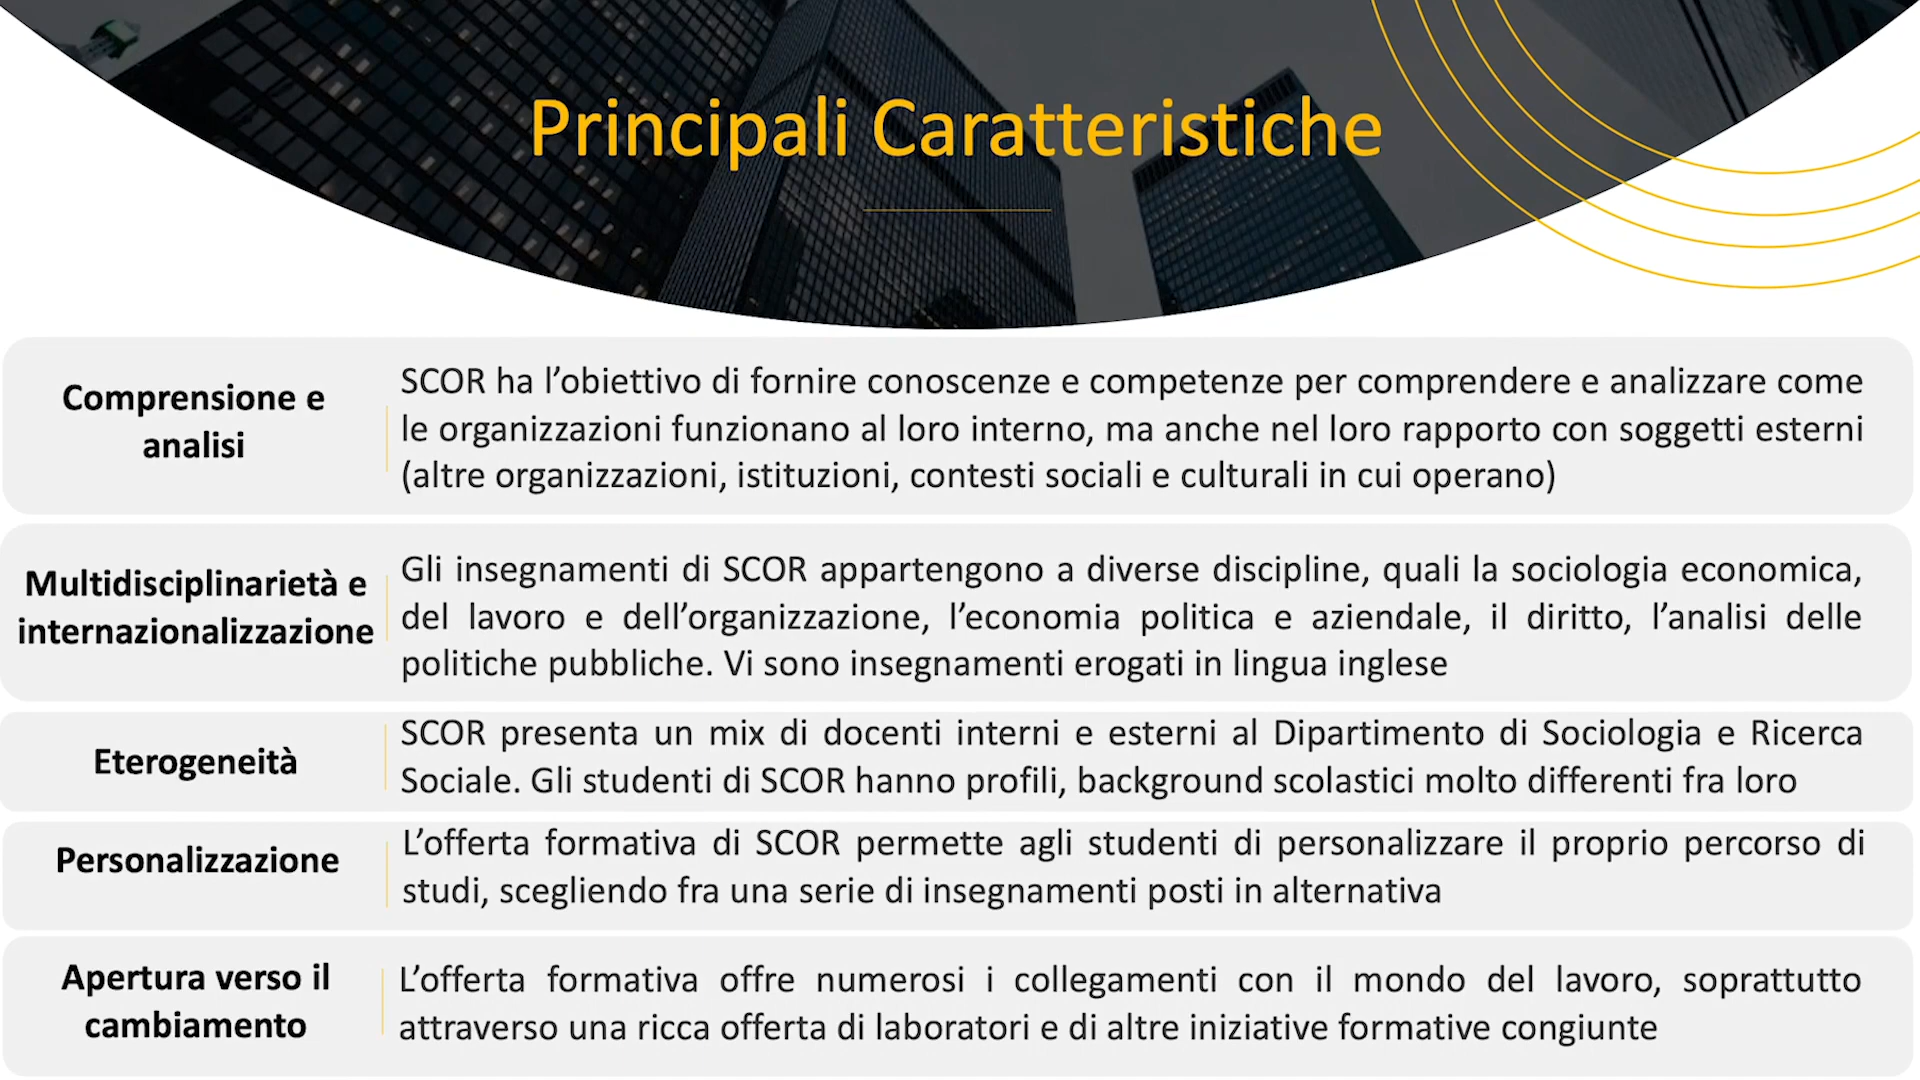 Principali Caratteristiche
Comprensione e
analisi
SCOR ha l’obiettivo di fornire conoscenze e competenze per comprendere e analizzare come
le organizzazioni funzionano al loro interno, ma anche nel loro rapporto con soggetti esterni
(altre organizzazioni, istituzioni, contesti sociali e culturali in cui operano)
Multidisciplinarietà e
internazionalizzazione
Gli insegnamenti di SCOR appartengono a diverse discipline, quali la sociologia economica,
del lavoro e dell’organizzazione, l’economia politica e aziendale, il diritto, l’analisi delle
politiche pubbliche. Vi sono insegnamenti erogati in lingua inglese
Eterogeneità
SCOR presenta un mix di docenti interni e esterni al Dipartimento di Sociologia e Ricerca
Sociale. Gli studenti di SCOR hanno profili, background scolastici molto differenti fra loro
Personalizzazione
L’offerta formativa di SCOR permette agli studenti di personalizzare il proprio percorso di
studi, scegliendo fra una serie di insegnamenti posti in alternativa
Apertura verso il
cambiamento
L’offerta formativa offre numerosi i collegamenti con il mondo del lavoro, soprattutto
attraverso una ricca offerta di laboratori e di altre iniziative formative congiunte